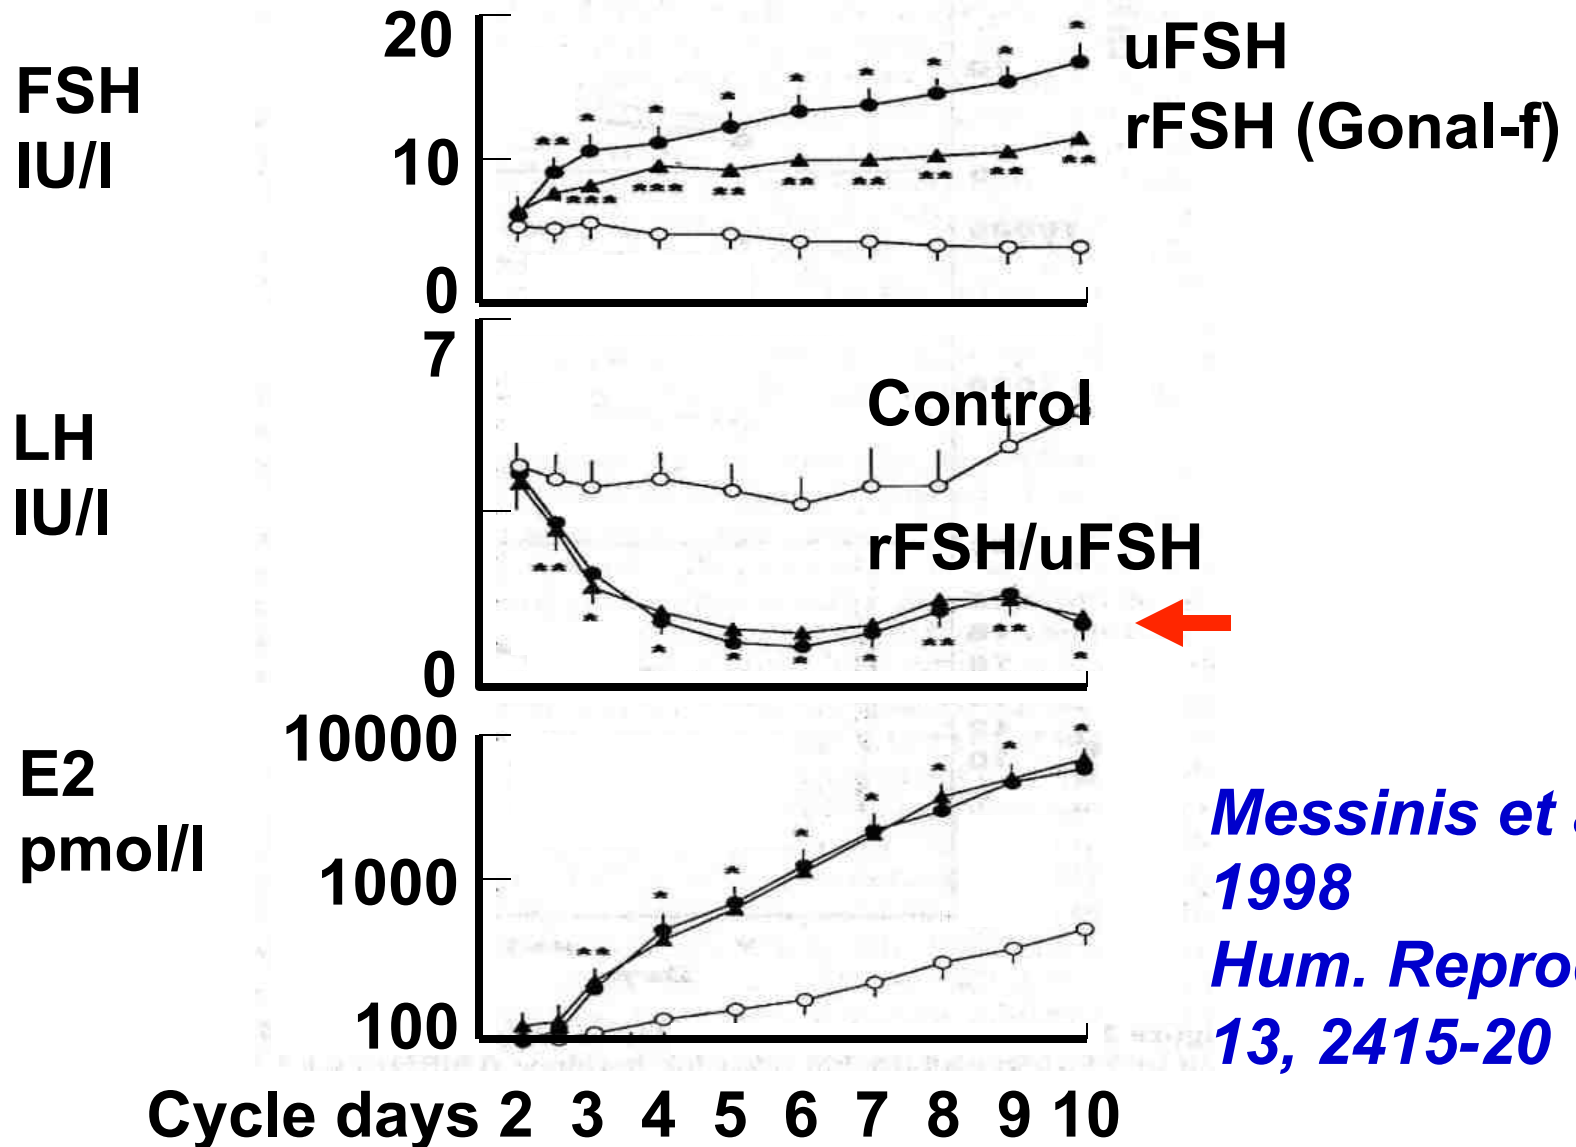 20
uFSH
FSH
IU/l
10
rFSH (Gonal-f)
0
7
Control
LH
IU/l
rFSH/uFSH
0
10000
E2
pmol/l
1000
100
Messinis et
1998
Hum.
13, 2415-20
Cycle days 2 3 4 5 6 7 8 9 10